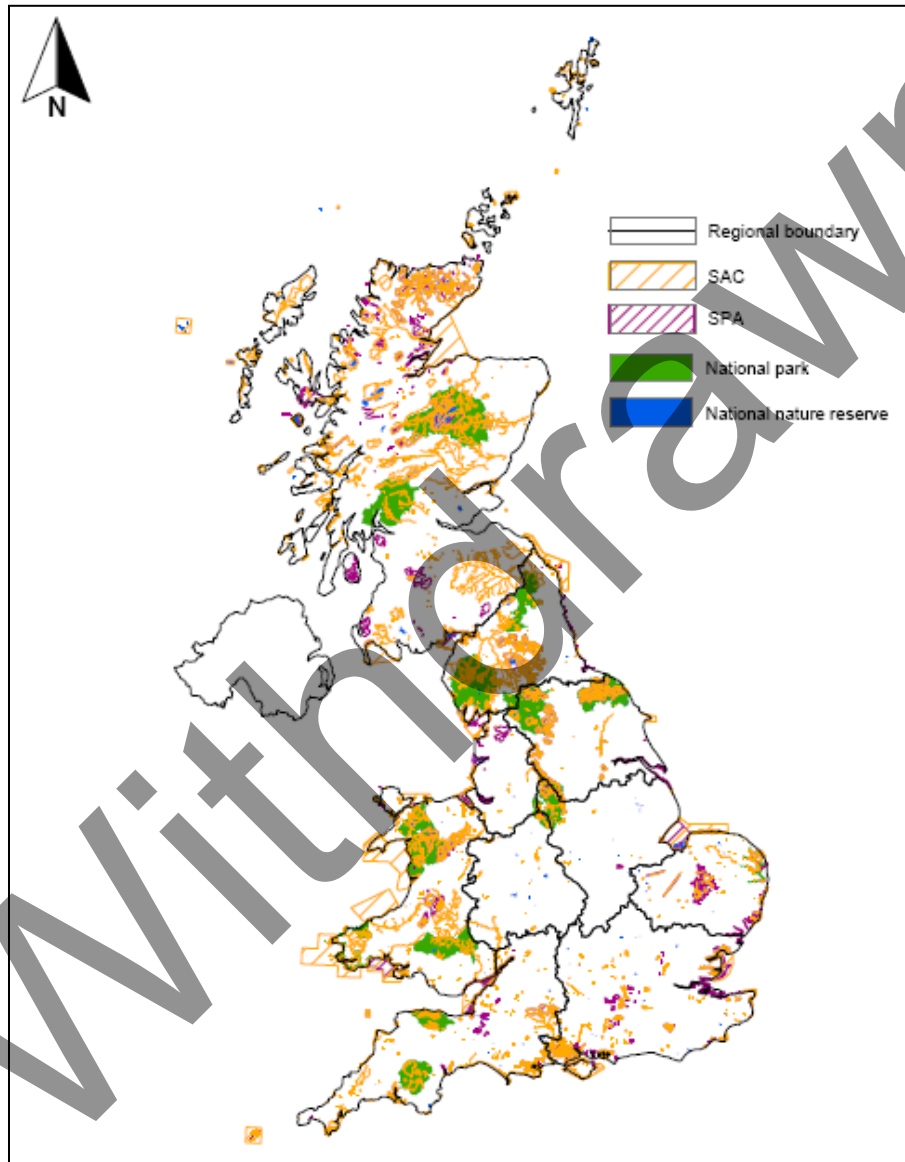 N
Regional boundary
SAC
SPA
National park
National nature reserve
Withdrawn